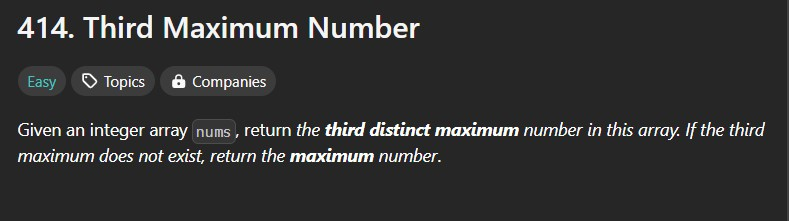 414. Third Maximum Number
Easy Topics Companies
Given an integer array nums, return the third distinct maximum number in this array. If the third
maximum does not exist, return the maximum number.